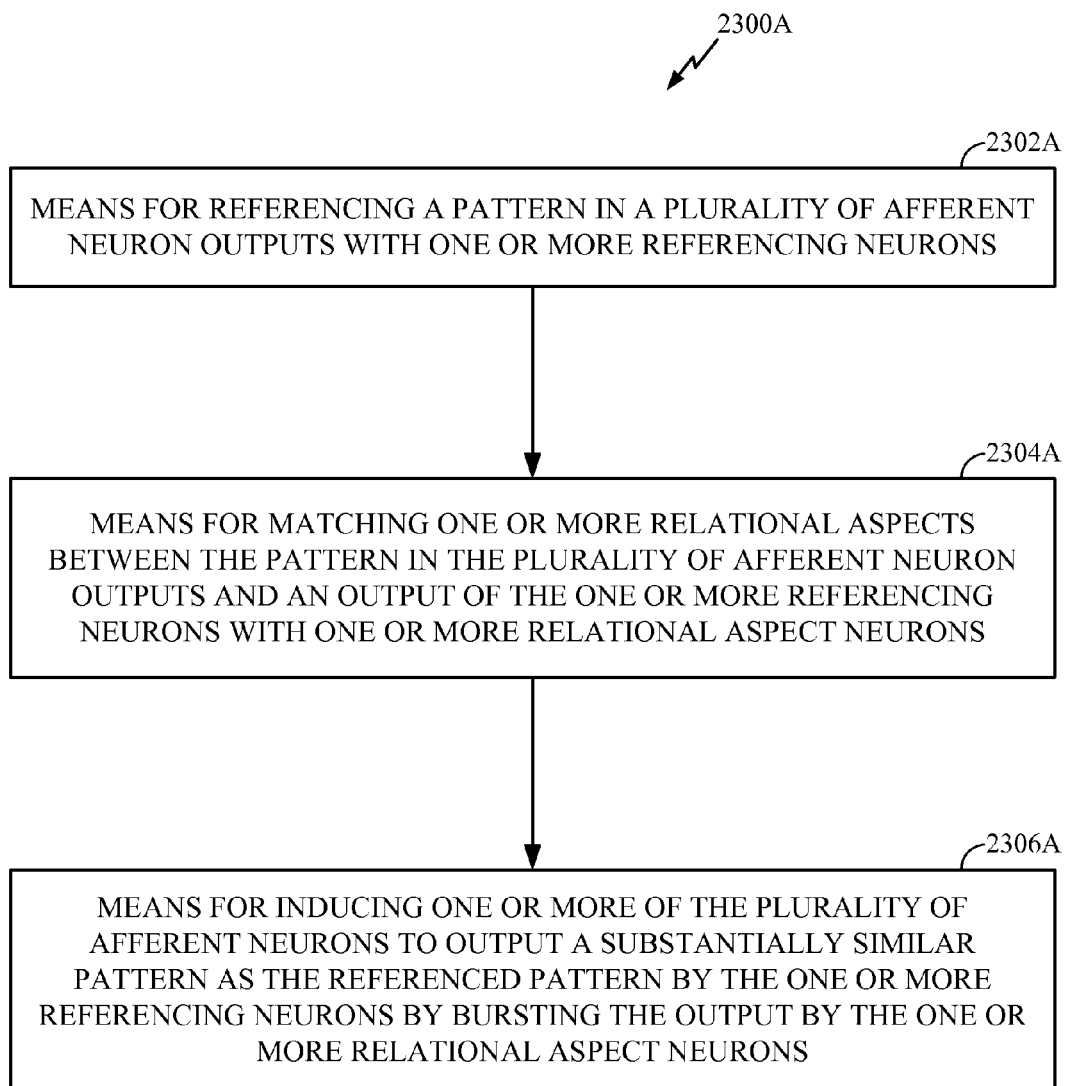 2300A
2302A
MEANS FOR REFERENCING A PATTERN IN A PLURALITY OF AFFERENT
NEURON OUTPUTS WITH ONE OR MORE REFERENCING NEURONS
2304A
MEANS FOR MATCHING ONE OR MORE RELATIONAL ASPECTS
BETWEEN THE PATTERN IN THE PLURALITY OF AFFERENT NEURON
OUTPUTS AND AN OUTPUT OF THE ONE OR MORE REFERENCING
NEURONS WITH ONE OR MORE RELATIONAL ASPECT NEURONS
2306A
MEANS FOR INDUCING ONE OR MORE OF THE PLURALITY OF
AFFERENT NEURONS TO OUTPUT A SUBSTANTIALLY SIMILAR
PATTERN AS THE REFERENCED PATTERN BY THE ONE OR MORE
REFERENCING NEURONS BY BURSTING THE OUTPUT BY THE ONE OR
MORE RELATIONAL ASPECT NEURONS